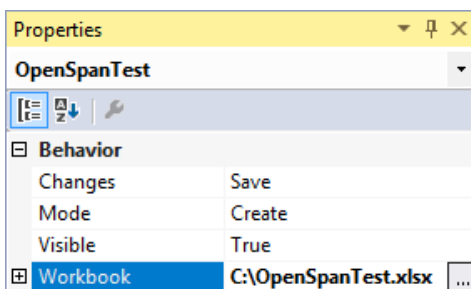 Properties
OpenSpanTest
Behavior
Changes Save
Mode Create
Visible True
Workbook C:\OpenSpanTest.xlsx ...